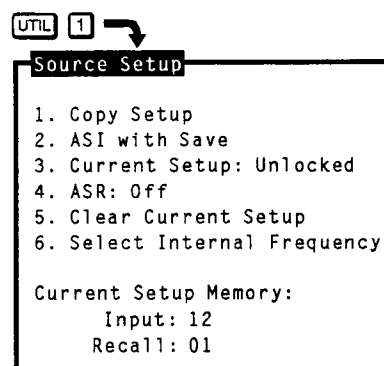 UTIL 1
Source Setup
1. Copy Setup
2. ASI with Save
3. Current Setup: Unlocked
4. ASR: Off
5. Clear Current Setup
6. Select Internal Frequency
Current Setup Memory:
Input: 12
Recall: 01